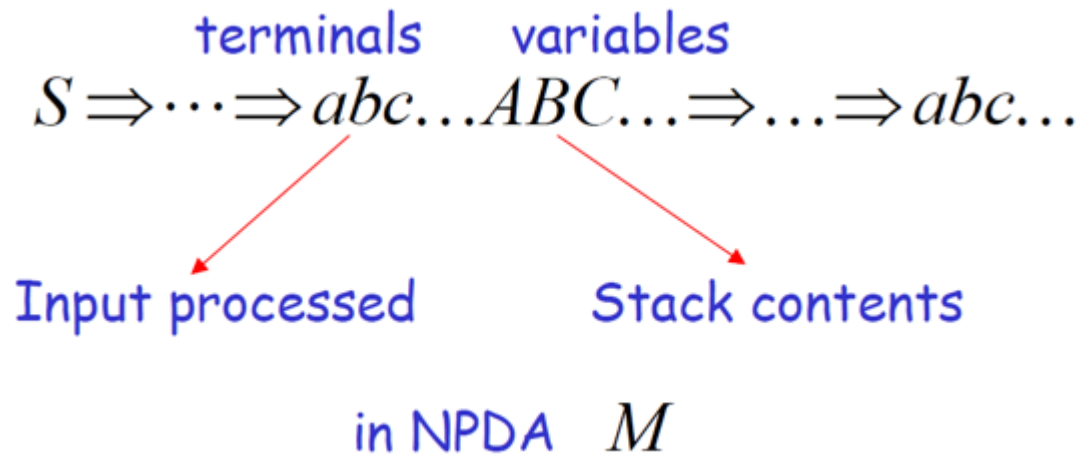 terminals variables
S ⇒ ⋯ ⇒ abc…ABC… ⇒ … ⇒ abc…
Input processed Stack contents
in NPDA M